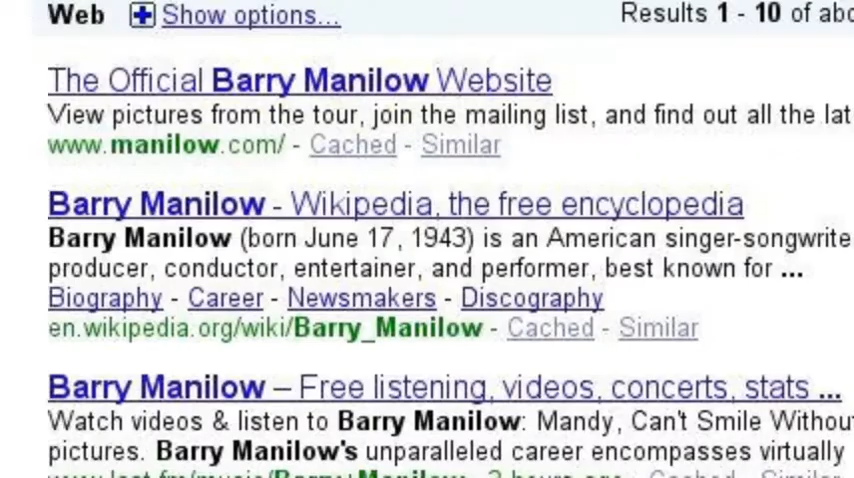 Web Show options... Results 1 - 10 of
The Official Barry Manilow Website
View pictures from the tour, join the mailing list, and find out all the
www.manilow.com/ - Cached - Similar
Barry Manilow - Wikipedia, the free encyclopedia
Barry Manilow (born June 17, 1943) is an American singer-songwrite
producer, conductor, entertainer, and performer, best known for ...
Biography - Career - Newsmakers - Discography
en.wikipedia.org/wiki/Barry_Manilow - Cached - Similar
Barry Manilow – Free listening, videos, concerts, stats ...
Watch videos & listen to Barry Manilow: Mandy, Can't Smile Withou
pictures. Barry Manilow's unparalleled career encompasses virtually